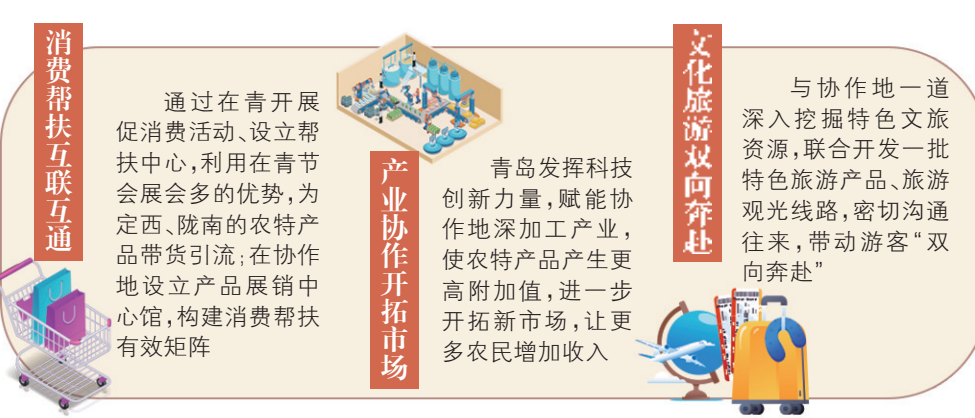 消费帮扶互联互通
通过在青开展
促消费活动、设立帮
扶中心,利用在青节
会展会多的优势,为
定西、陇南的农特产
品带货引流;在协作
地设立产品展销中
心馆,构建消费帮扶
有效矩阵
产业协作开拓市场
青岛发挥科技
创新力量,赋能协
作地深加工产业,
使农特产品产生更
高附加值,进一步
开拓新市场,让更
多农民增加收入
文化旅游双向奔赴
与协作地一道
深入挖掘特色文旅
资源,联合开发一批
特色旅游产品、旅游
观光线路,密切沟通
往来,带动游客“双
向奔赴”